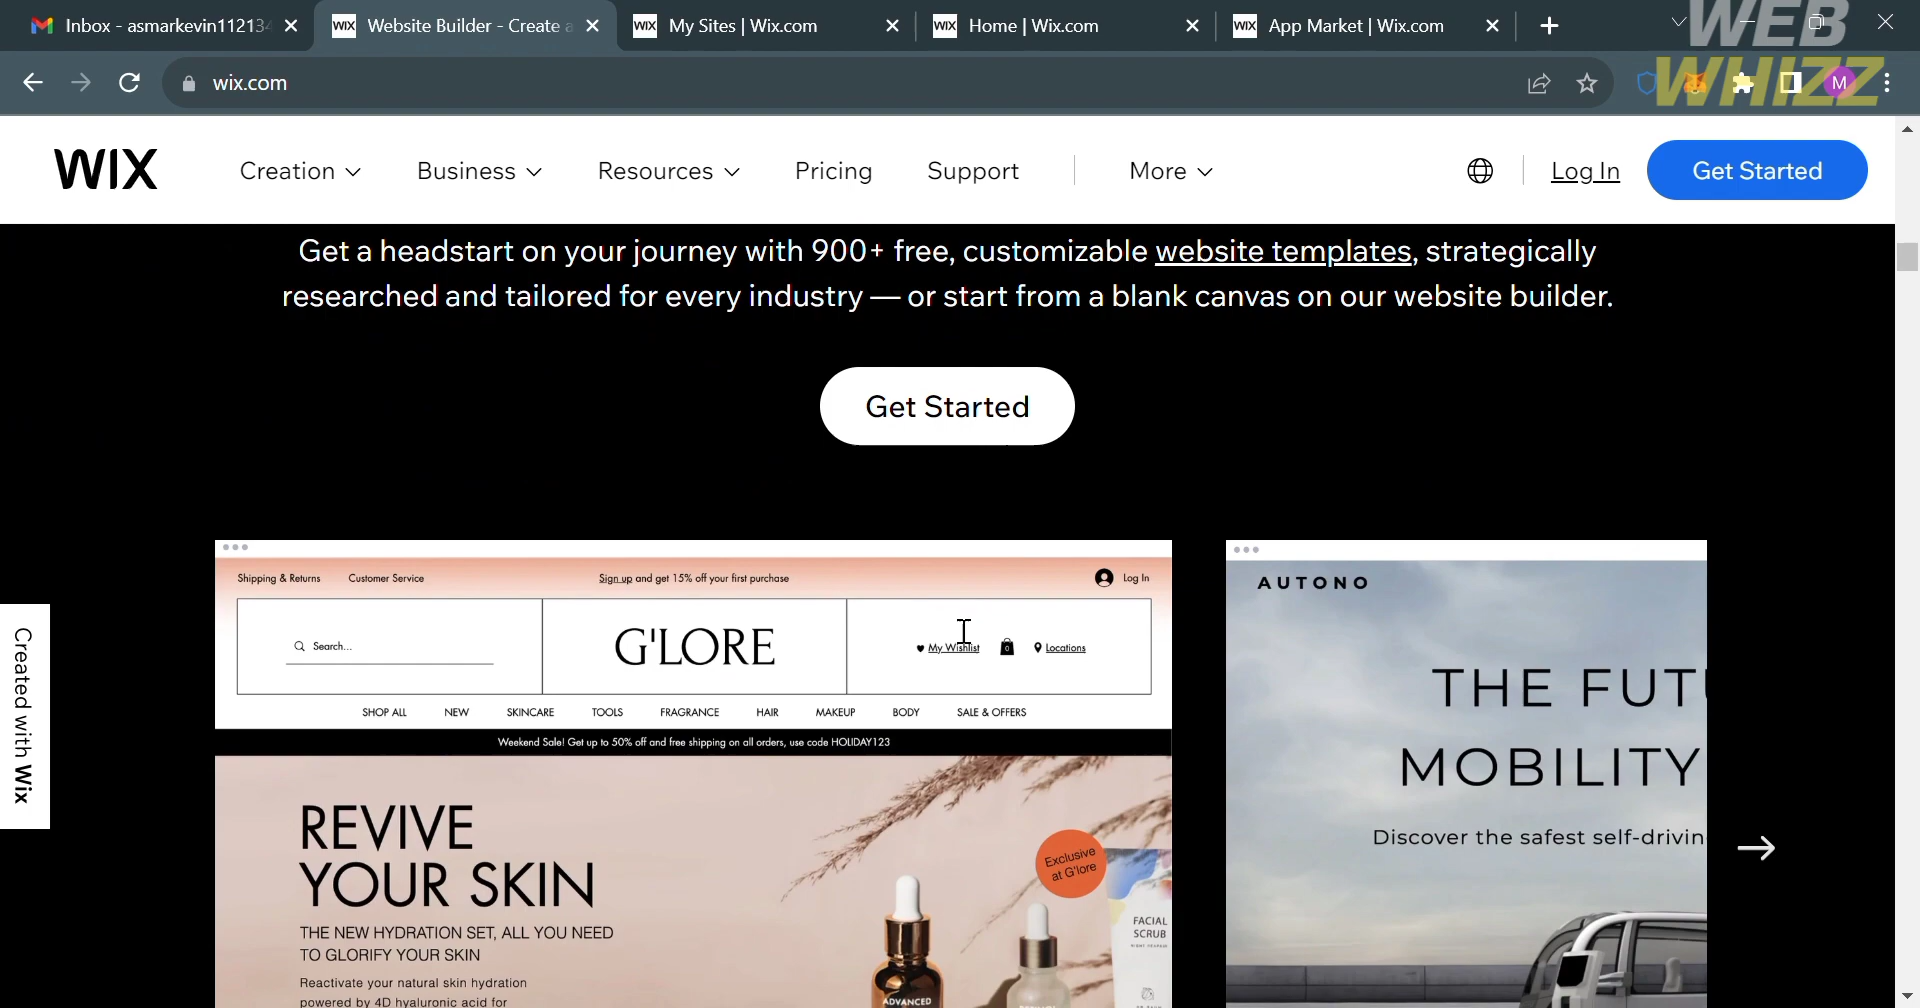 Inbox - asmarkevin112134
WIX Website Builder - Create a
WIX My Sites | Wix.com
WIX Home | Wix.com
WIX App Market | Wix.com
WEB
WHIZZ
wix.com
M
WIX
Creation
Business
Resources
Pricing
Support
More
Log In
Get Started
Get a headstart on your journey with 900+ free, customizable website templates, strategically
researched and tailored for every industry — or start from a blank canvas on our website builder.
Get Started
Shipping & Returns
Customer Service
Sign up and get 15% off your first purchase
Log In
Search...
G'LORE
My Wishlist
0
Locations
SHOP ALL
NEW
SKINCARE
TOOLS
FRAGRANCE
HAIR
MAKEUP
BODY
SALE & OFFERS
Weekend Sale! Get up to 50% off and free shipping on all orders, use code HOLIDAY123
REVIVE
YOUR SKIN
THE NEW HYDRATION SET, ALL YOU NEED
TO GLORIFY YOUR SKIN
Reactivate your natural skin hydration
powered by 4D hyaluronic acid for
Exclusive
at G'lore
FACIAL
SCRUB
ADVANCED
AUTONO
THE FUTU
MOBILITY
Discover the safest self-drivin
Created with Wix